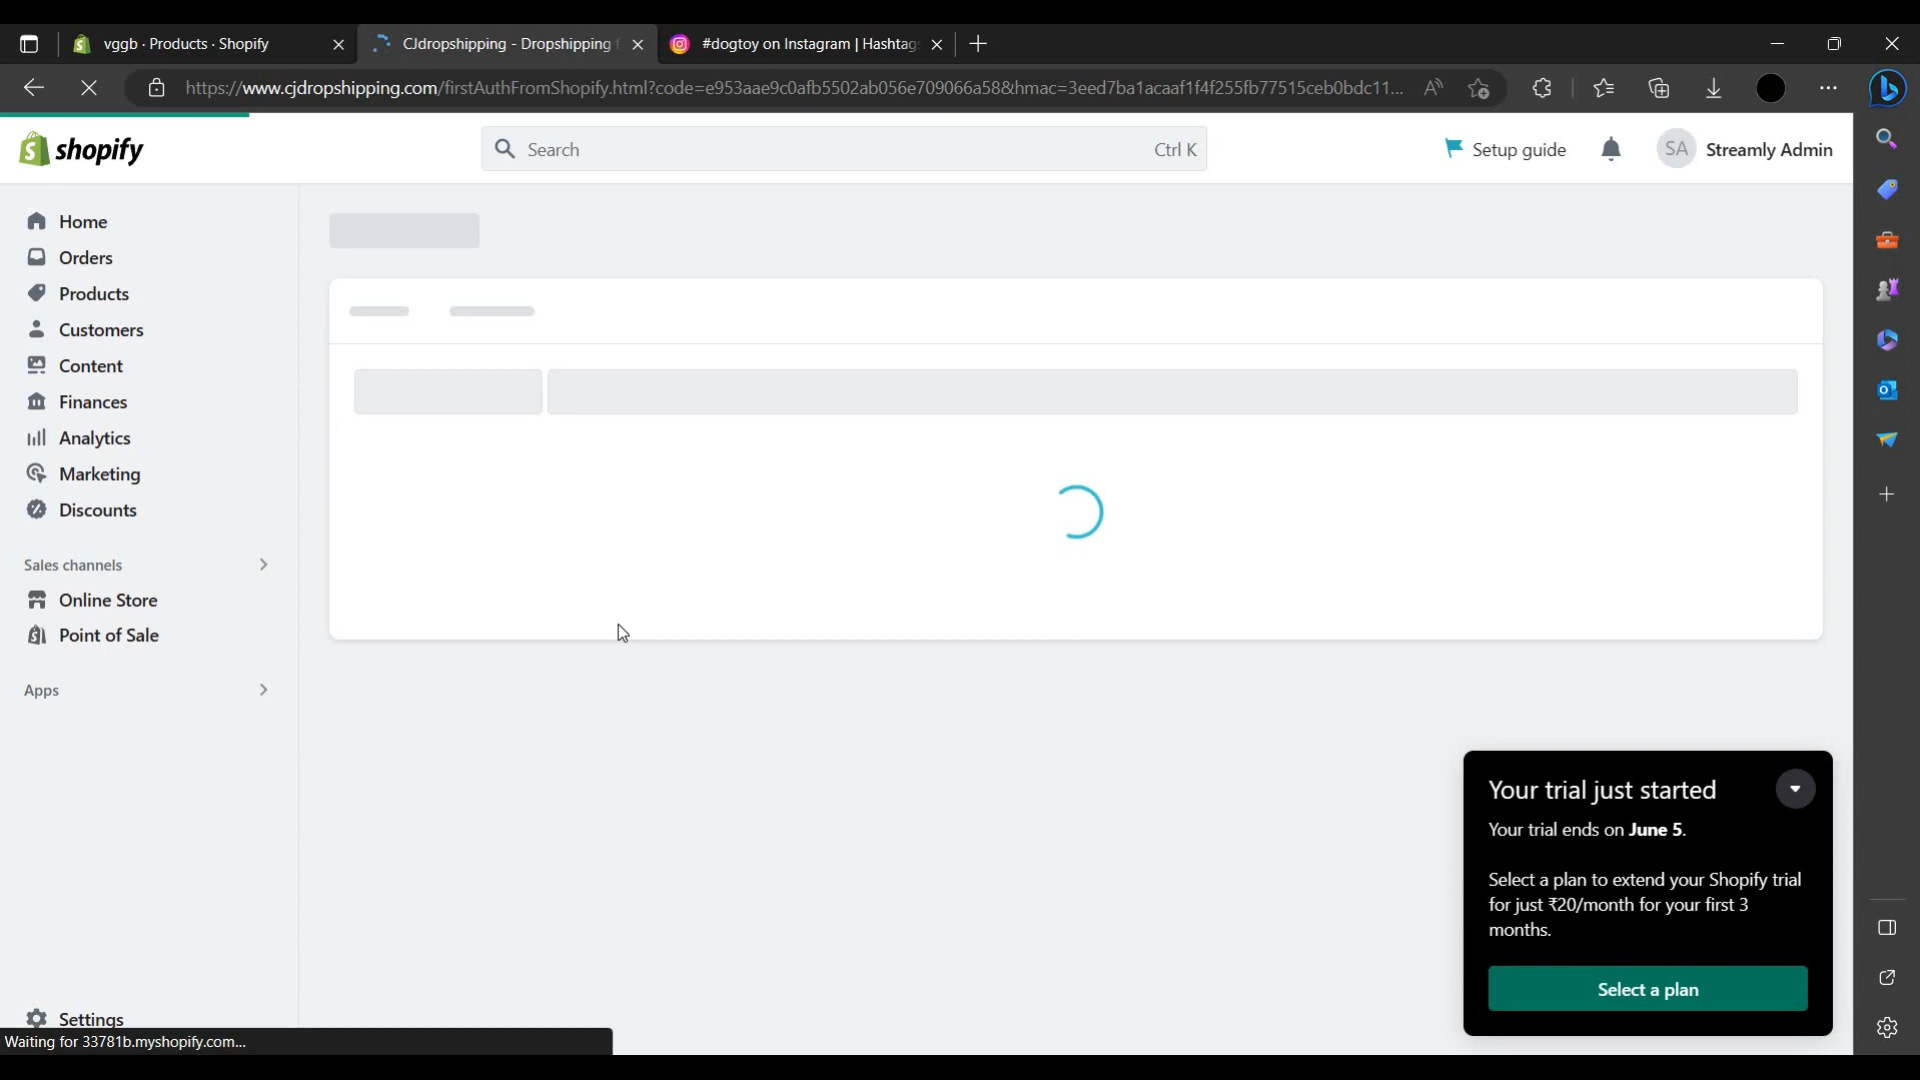 vggb · Products · Shopify
CJdropshipping - Dropshipping f
#dogtoy on Instagram | Hashtag
https://www.cjdropshipping.com/firstAuthFromShopify.html?code=e953aae9c0afb5502ab056e709066a58&hmac=3eed7ba1acaaf1f4f255fb77515ceb0bdc11...
shopify
Search
Ctrl K
Setup guide
SA
Streamly Admin
Home
Orders
Products
Customers
Content
Finances
Analytics
Marketing
Discounts
Sales channels
Online Store
Point of Sale
Apps
Settings
Your trial just started
Your trial ends on June 5.
Select a plan to extend your Shopify trial
for just ₹20/month for your first 3
months.
Select a plan
Waiting for 33781b.myshopify.com...